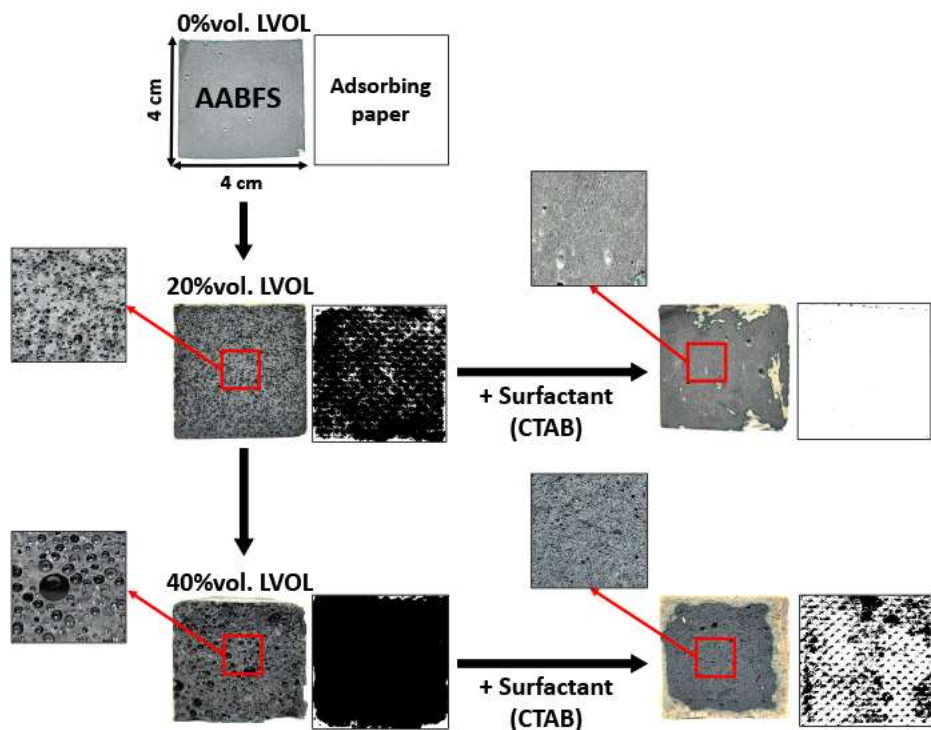 0%vol. LVOL
4 cm
AABFS
Adsorbing
paper
4 cm
20%vol. LVOL
+ Surfactant
(CTAB)
40%vol. LVOL
+ Surfactant
(CTAB)